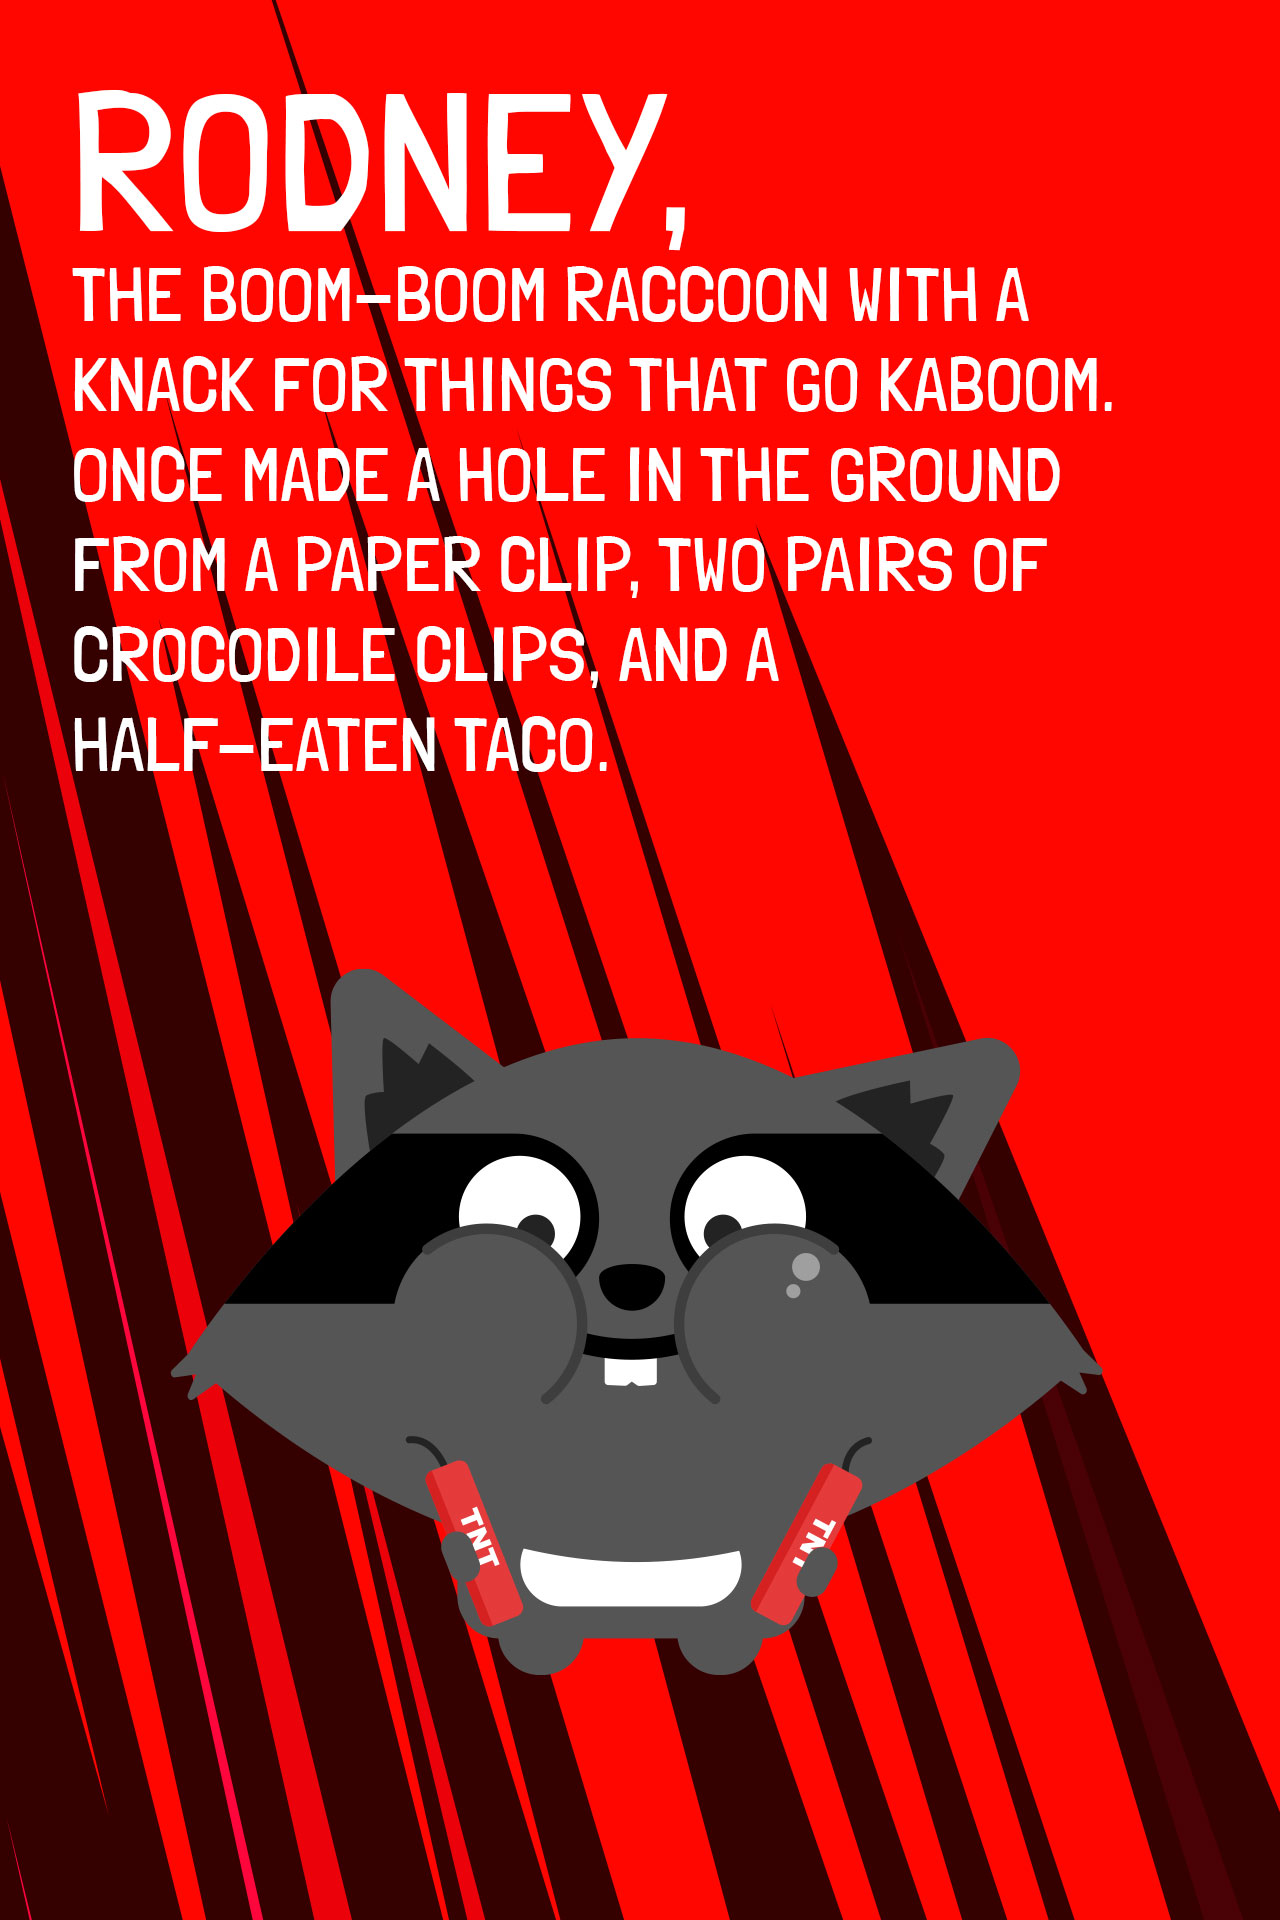 RODNEY,
THE BOOM–BOOM RACCOON WITH A
KNACK FOR THINGS THAT GO KABOOM.
ONCE MADE A HOLE IN THE GROUND
FROM A PAPER CLIP, TWO PAIRS OF
CROCODILE CLIPS, AND A
HALF–EATEN TACO.
TNT
TNT